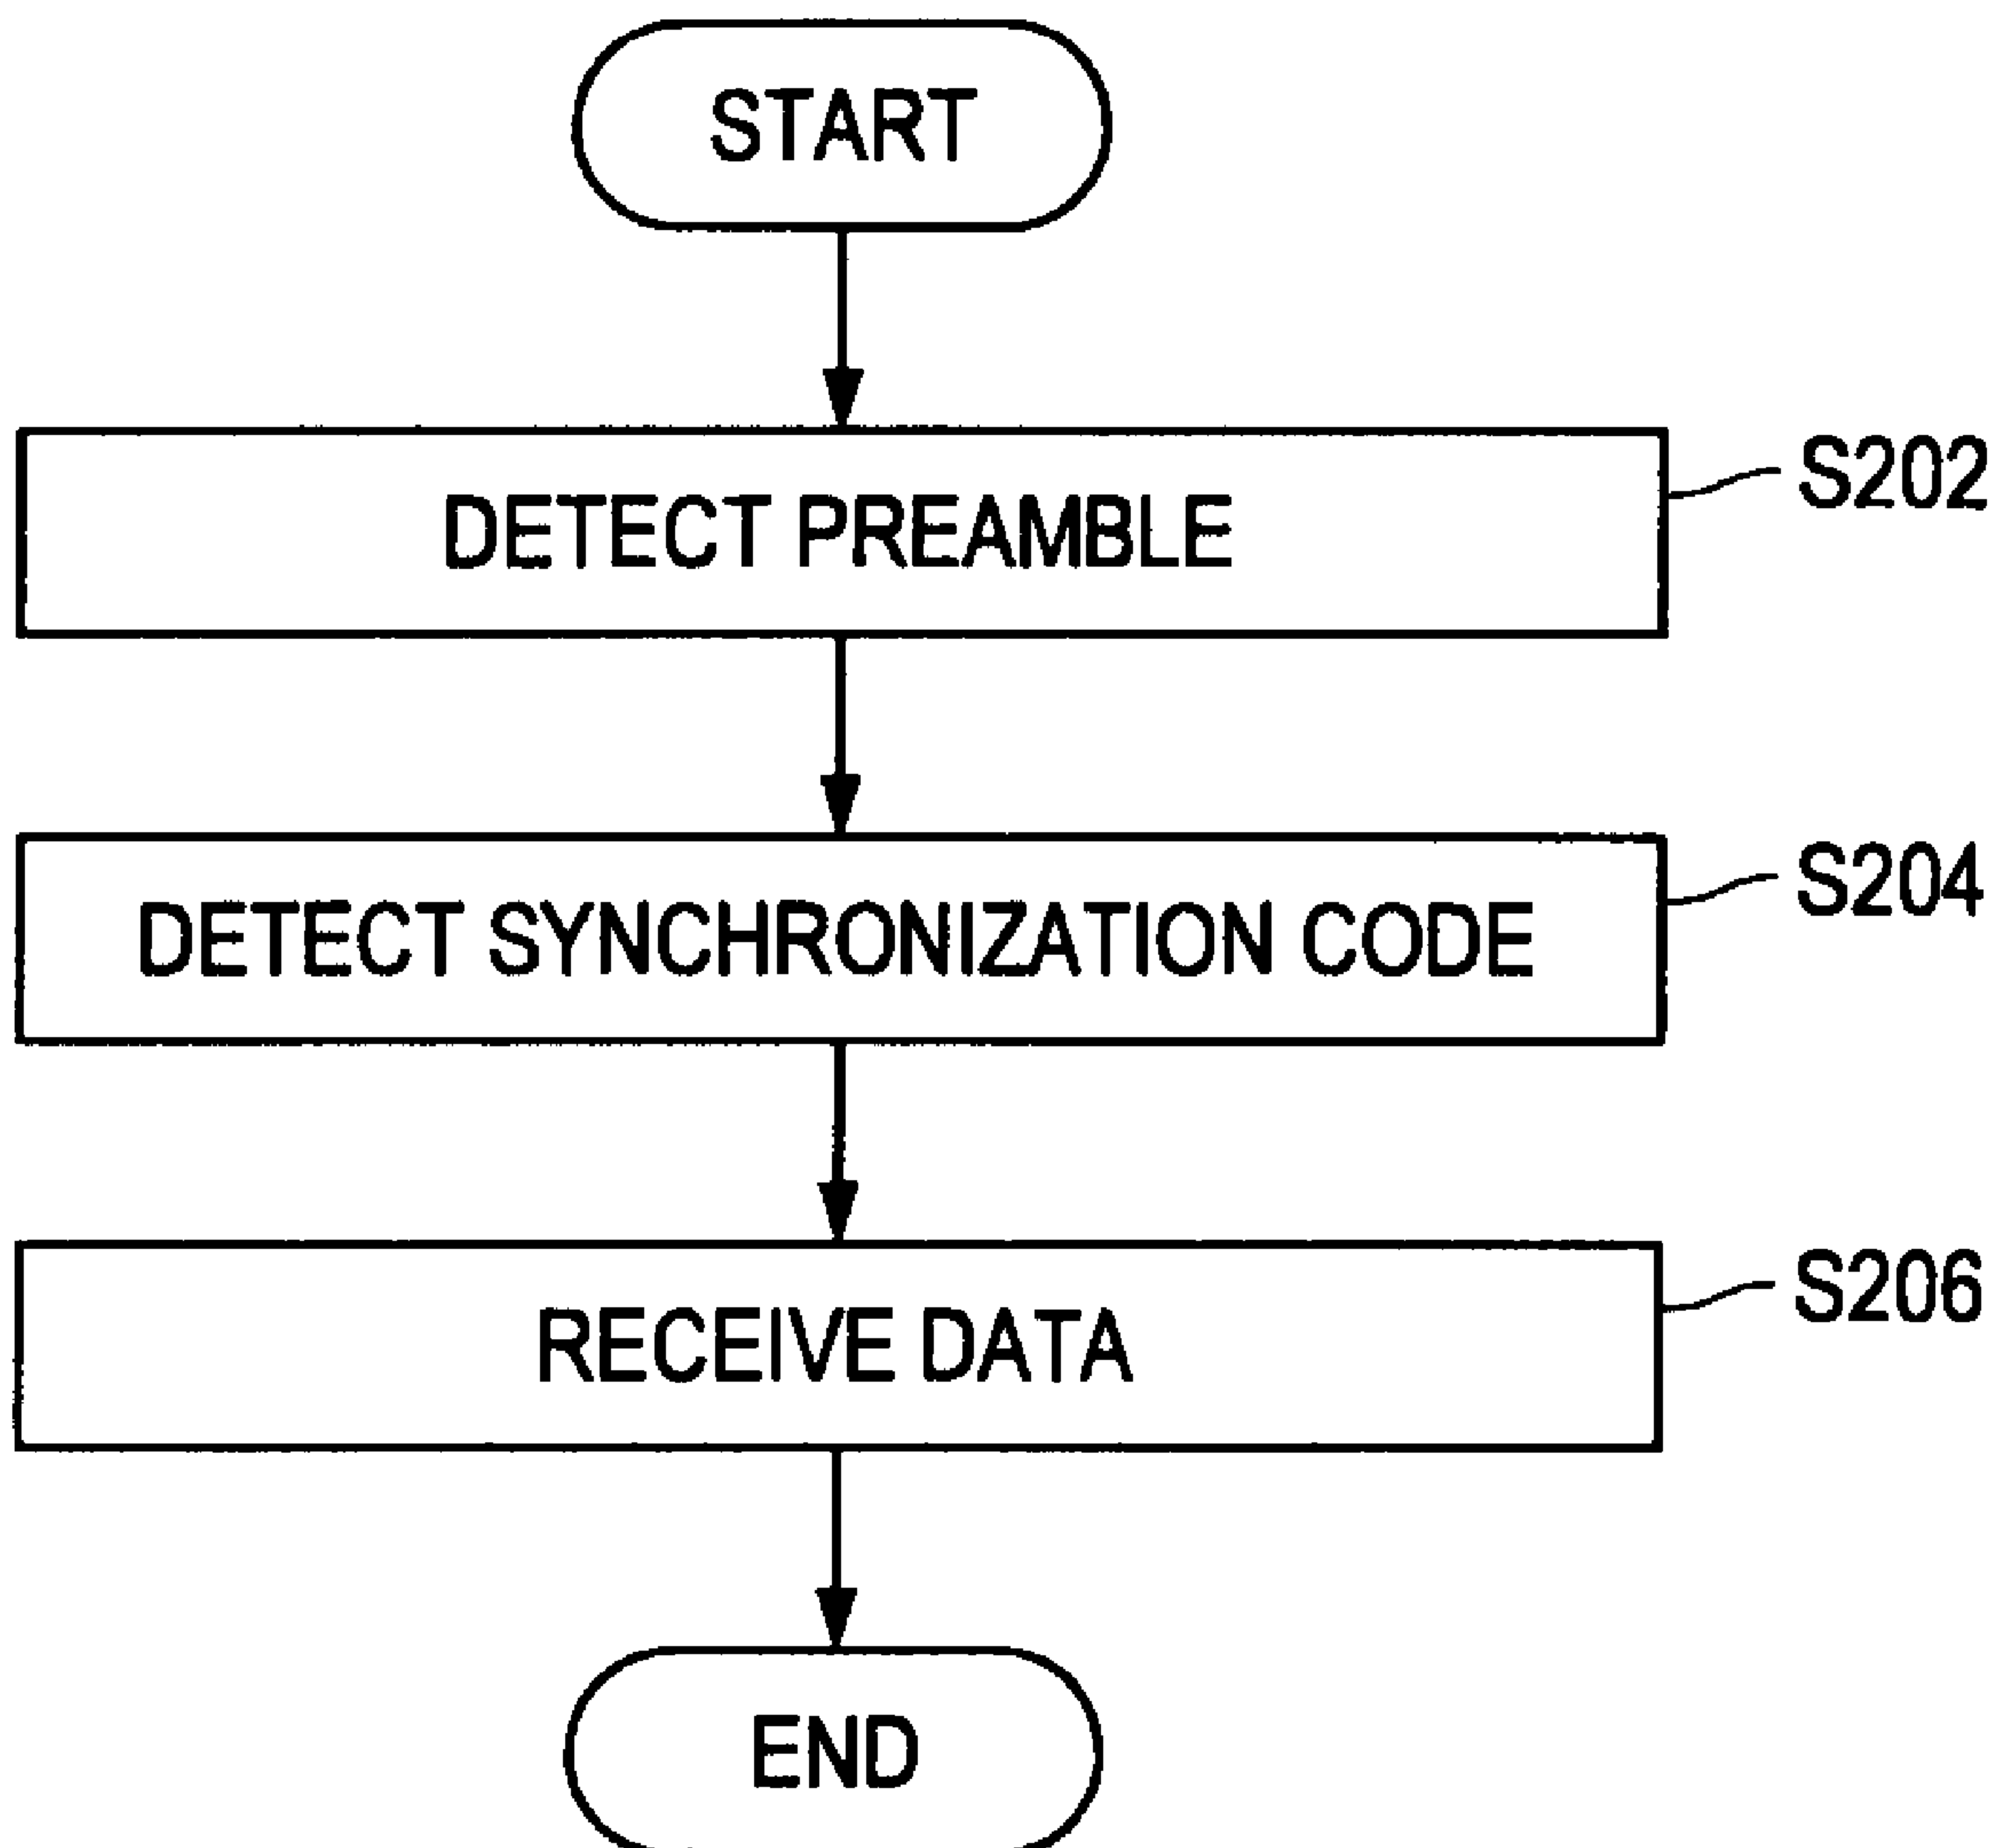 START
DETECT PREAMBLE
S202
DETECT SYNCHRONIZATION CODE
S204
RECEIVE DATA
S206
END